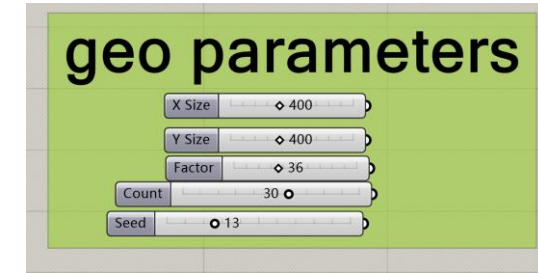 geo parameters
X Size 400
Y Size 400
Factor 36
Count 30
Seed 13